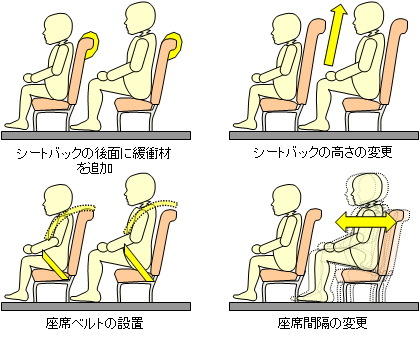 シートバックの後面に緩衝材
を追加
シートバックの高さの変更
座席ベルトの設置
座席間隔の変更